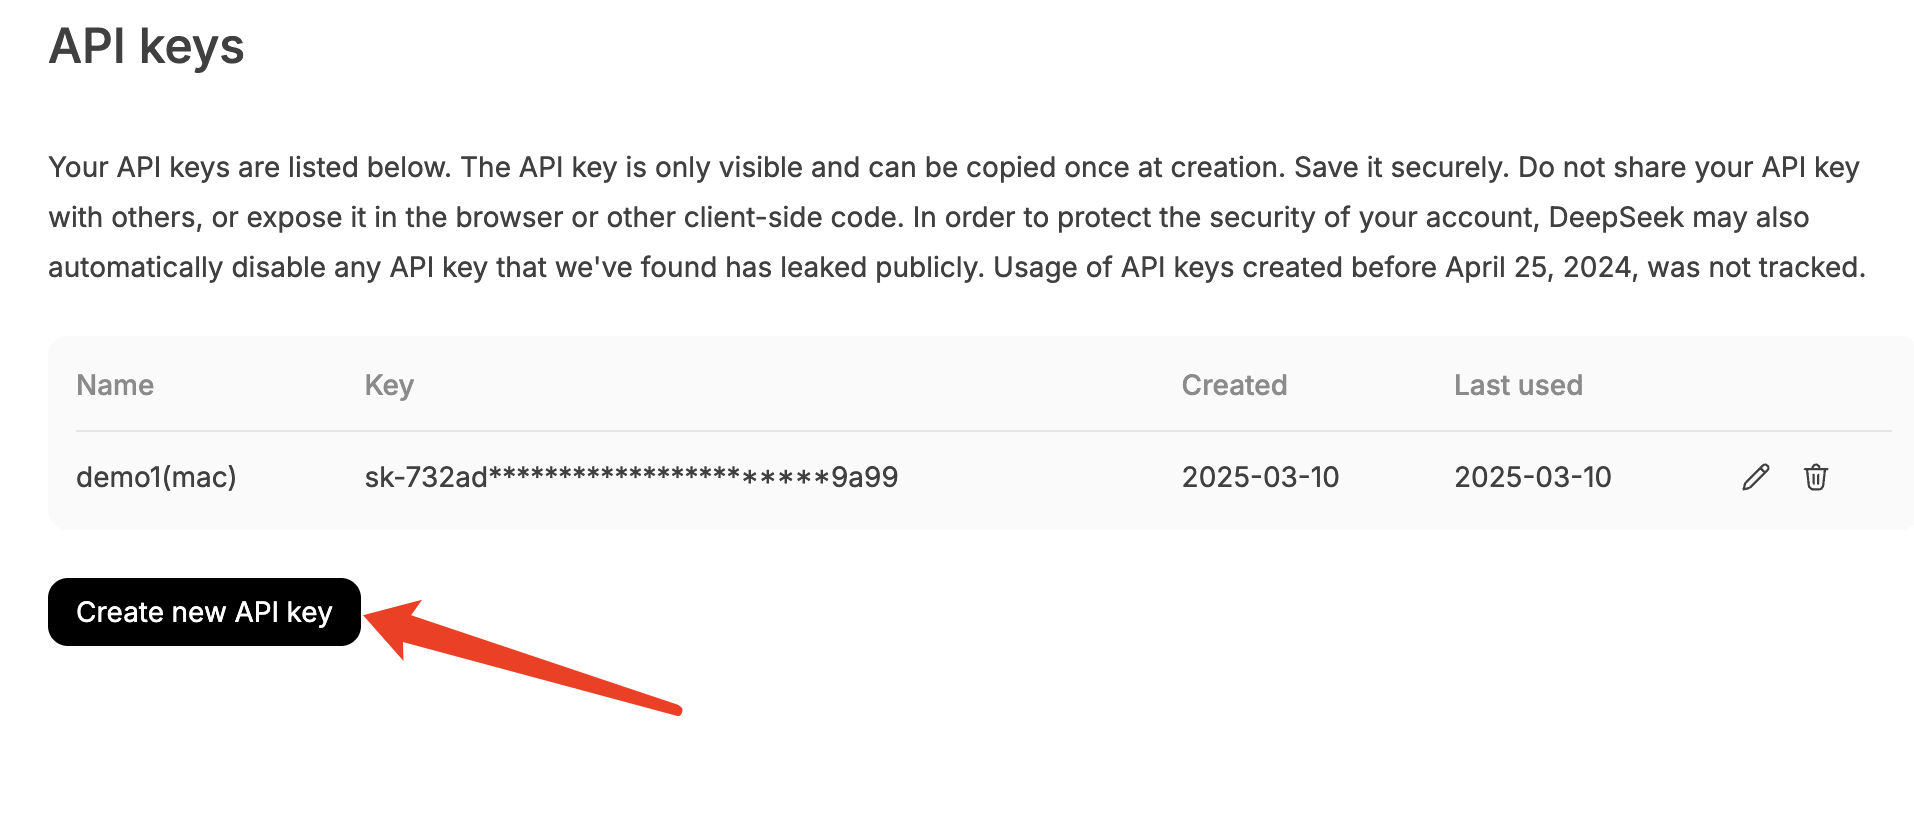 API keys
Your API keys are listed below. The API key is only visible and can be copied once at creation. Save it securely. Do not share your API key
with others, or expose it in the browser or other client-side code. In order to protect the security of your account, DeepSeek may also
automatically disable any API key that we've found has leaked publicly. Usage of API keys created before April 25, 2024, was not tracked.
Name Key Created Last used
demo1(mac) sk-732ad************************9a99 2025-03-10 2025-03-10
Create new API key